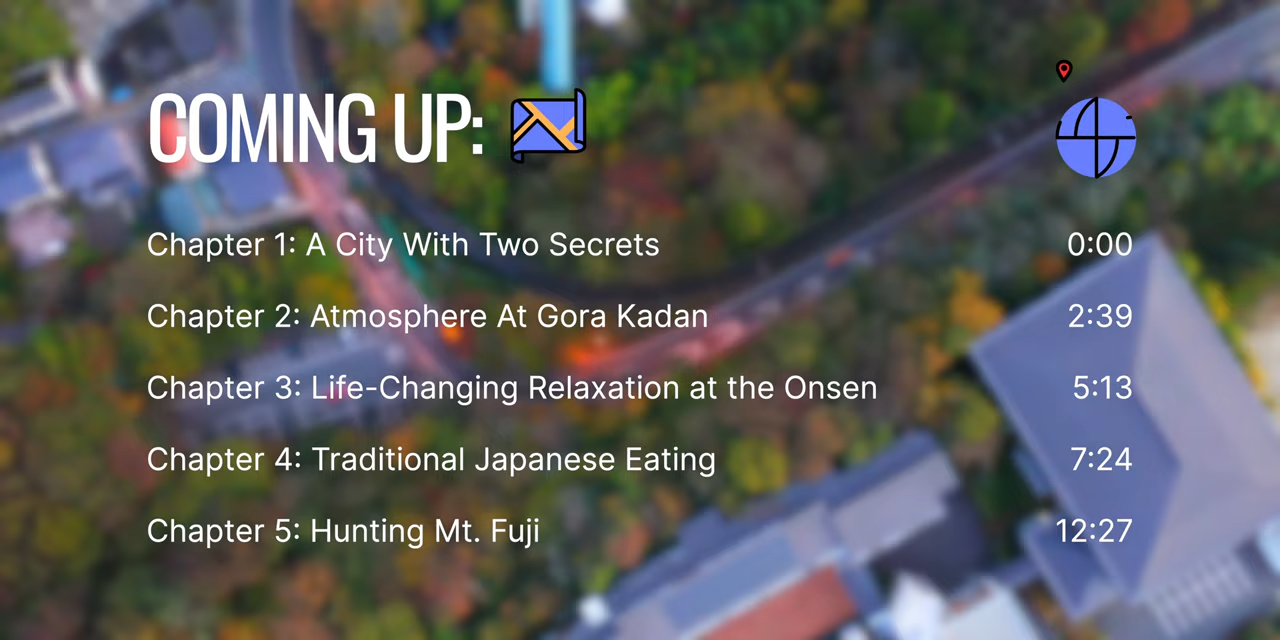 COMING UP:
Chapter 1: A City With Two Secrets 0:00
Chapter 2: Atmosphere At Gora Kadan 2:39
Chapter 3: Life-Changing Relaxation at the Onsen 5:13
Chapter 4: Traditional Japanese Eating 7:24
Chapter 5: Hunting Mt. Fuji 12:27